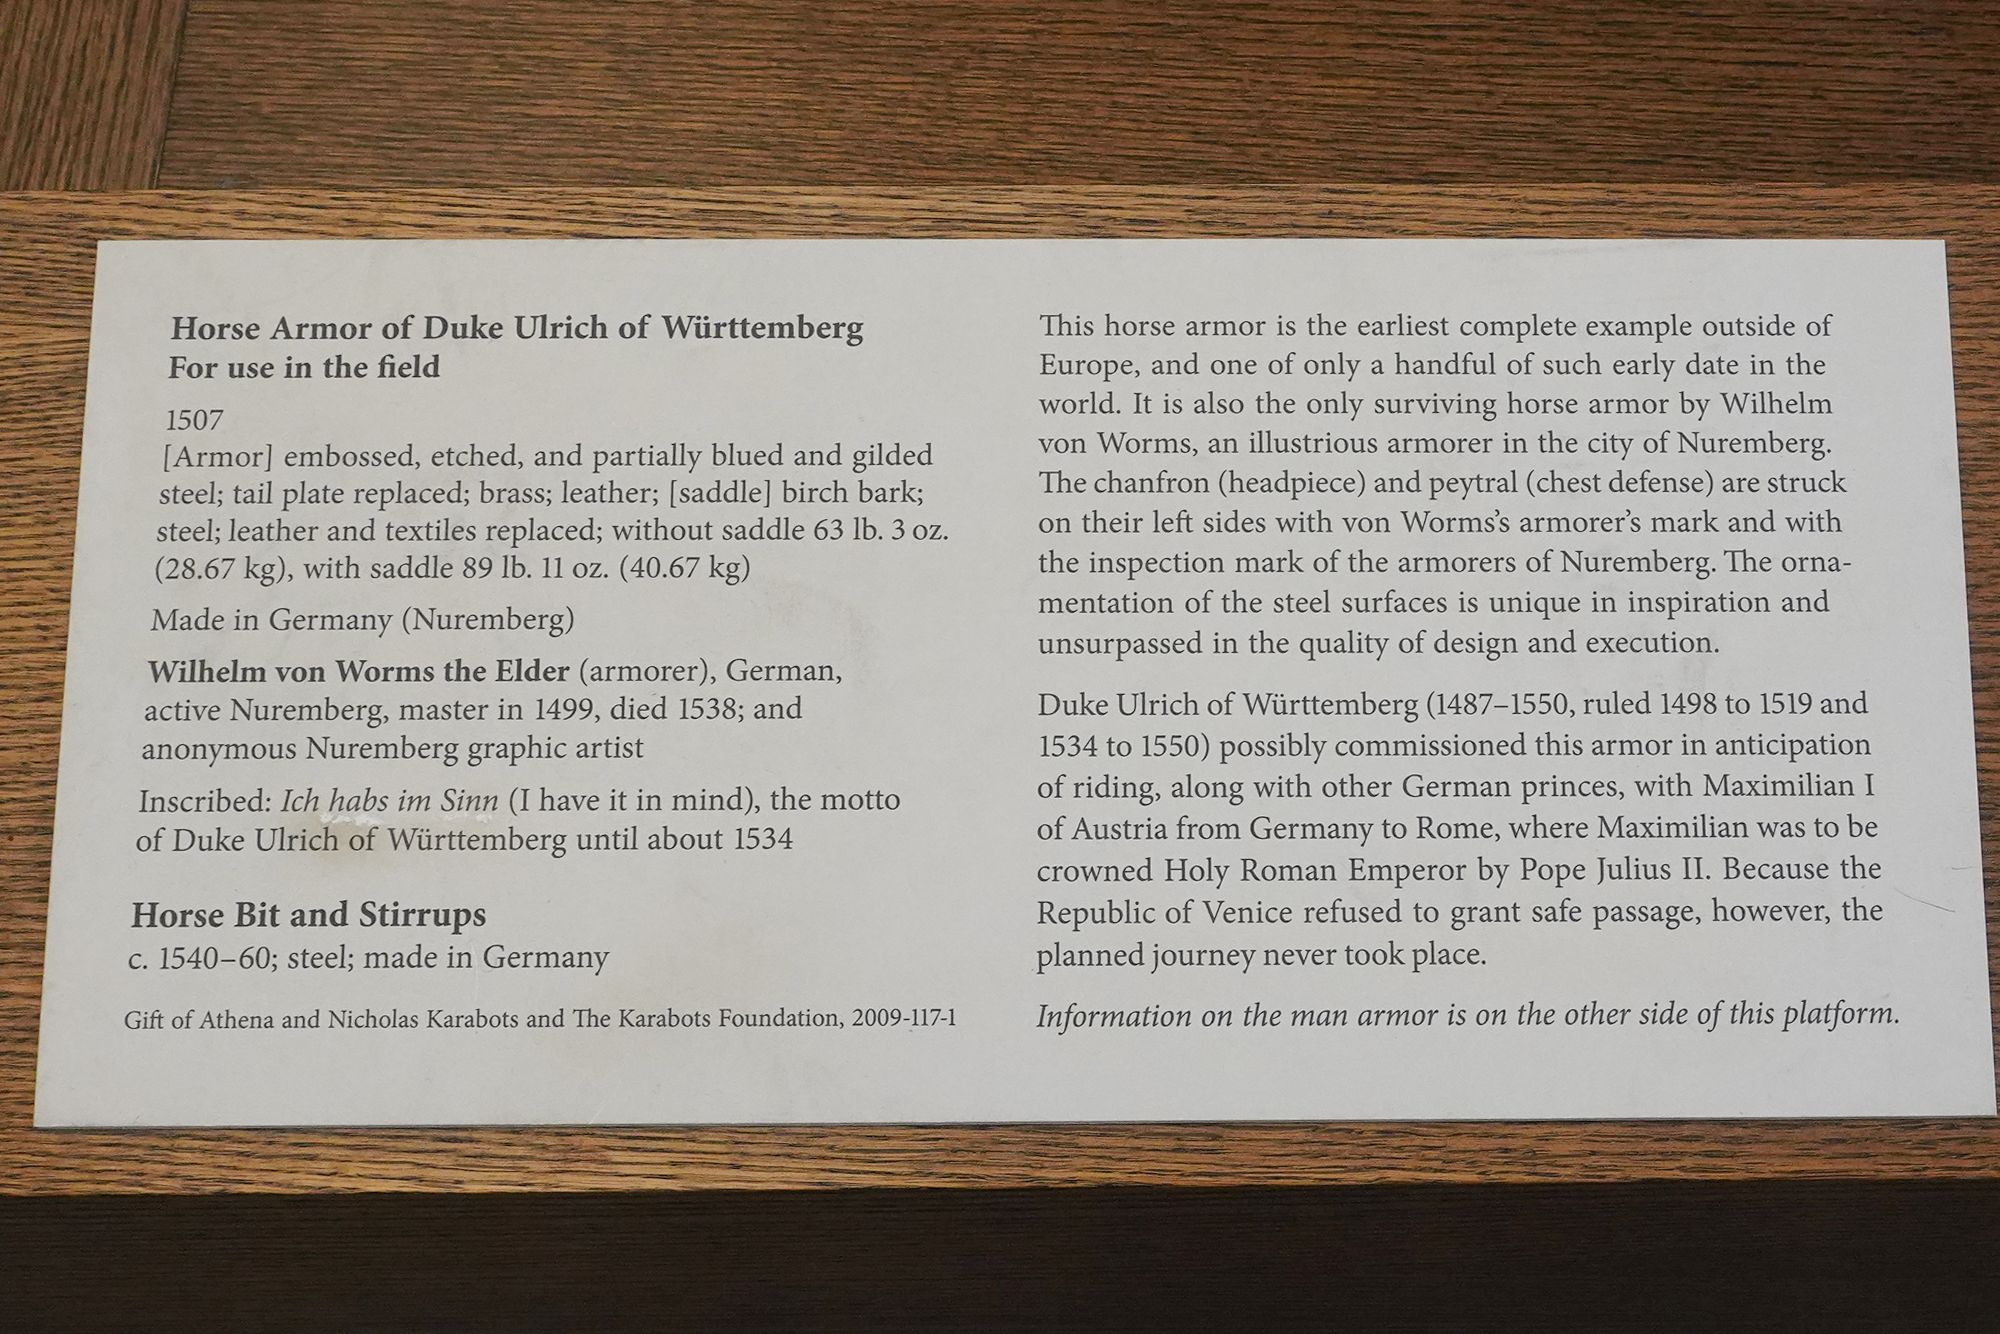 Horse Armor of Duke Ulrich of Württemberg
For use in the field
1507
[Armor] embossed, etched, and partially blued and gilded
steel; tail plate replaced; brass; leather; [saddle] birch bark;
steel; leather and textiles replaced; without saddle 63 lb. 3 oz.
(28.67 kg), with saddle 89 lb. 11 oz. (40.67 kg)
Made in Germany (Nuremberg)
Wilhelm von Worms the Elder (armorer), German,
active Nuremberg, master in 1499, died 1538; and
anonymous Nuremberg graphic artist
Inscribed: Ich habs im Sinn (I have it in mind), the motto
of Duke Ulrich of Württemberg until about 1534
Horse Bit and Stirrups
c. 1540–60; steel; made in Germany
Gift of Athena and Nicholas Karabots and The Karabots Foundation, 2009-117-1
This horse armor is the earliest complete example outside of
Europe, and one of only a handful of such early date in the
world. It is also the only surviving horse armor by Wilhelm
von Worms, an illustrious armorer in the city of Nuremberg.
The chanfron (headpiece) and peytral (chest defense) are struck
on their left sides with von Worms's armorer's mark and with
the inspection mark of the armorers of Nuremberg. The orna-
mentation of the steel surfaces is unique in inspiration and
unsurpassed in the quality of design and execution.
Duke Ulrich of Württemberg (1487–1550, ruled 1498 to 1519 and
1534 to 1550) possibly commissioned this armor in anticipation
of riding, along with other German princes, with Maximilian I
of Austria from Germany to Rome, where Maximilian was to be
crowned Holy Roman Emperor by Pope Julius II. Because the
Republic of Venice refused to grant safe passage, however, the
planned journey never took place.
Information on the man armor is on the other side of this platform.